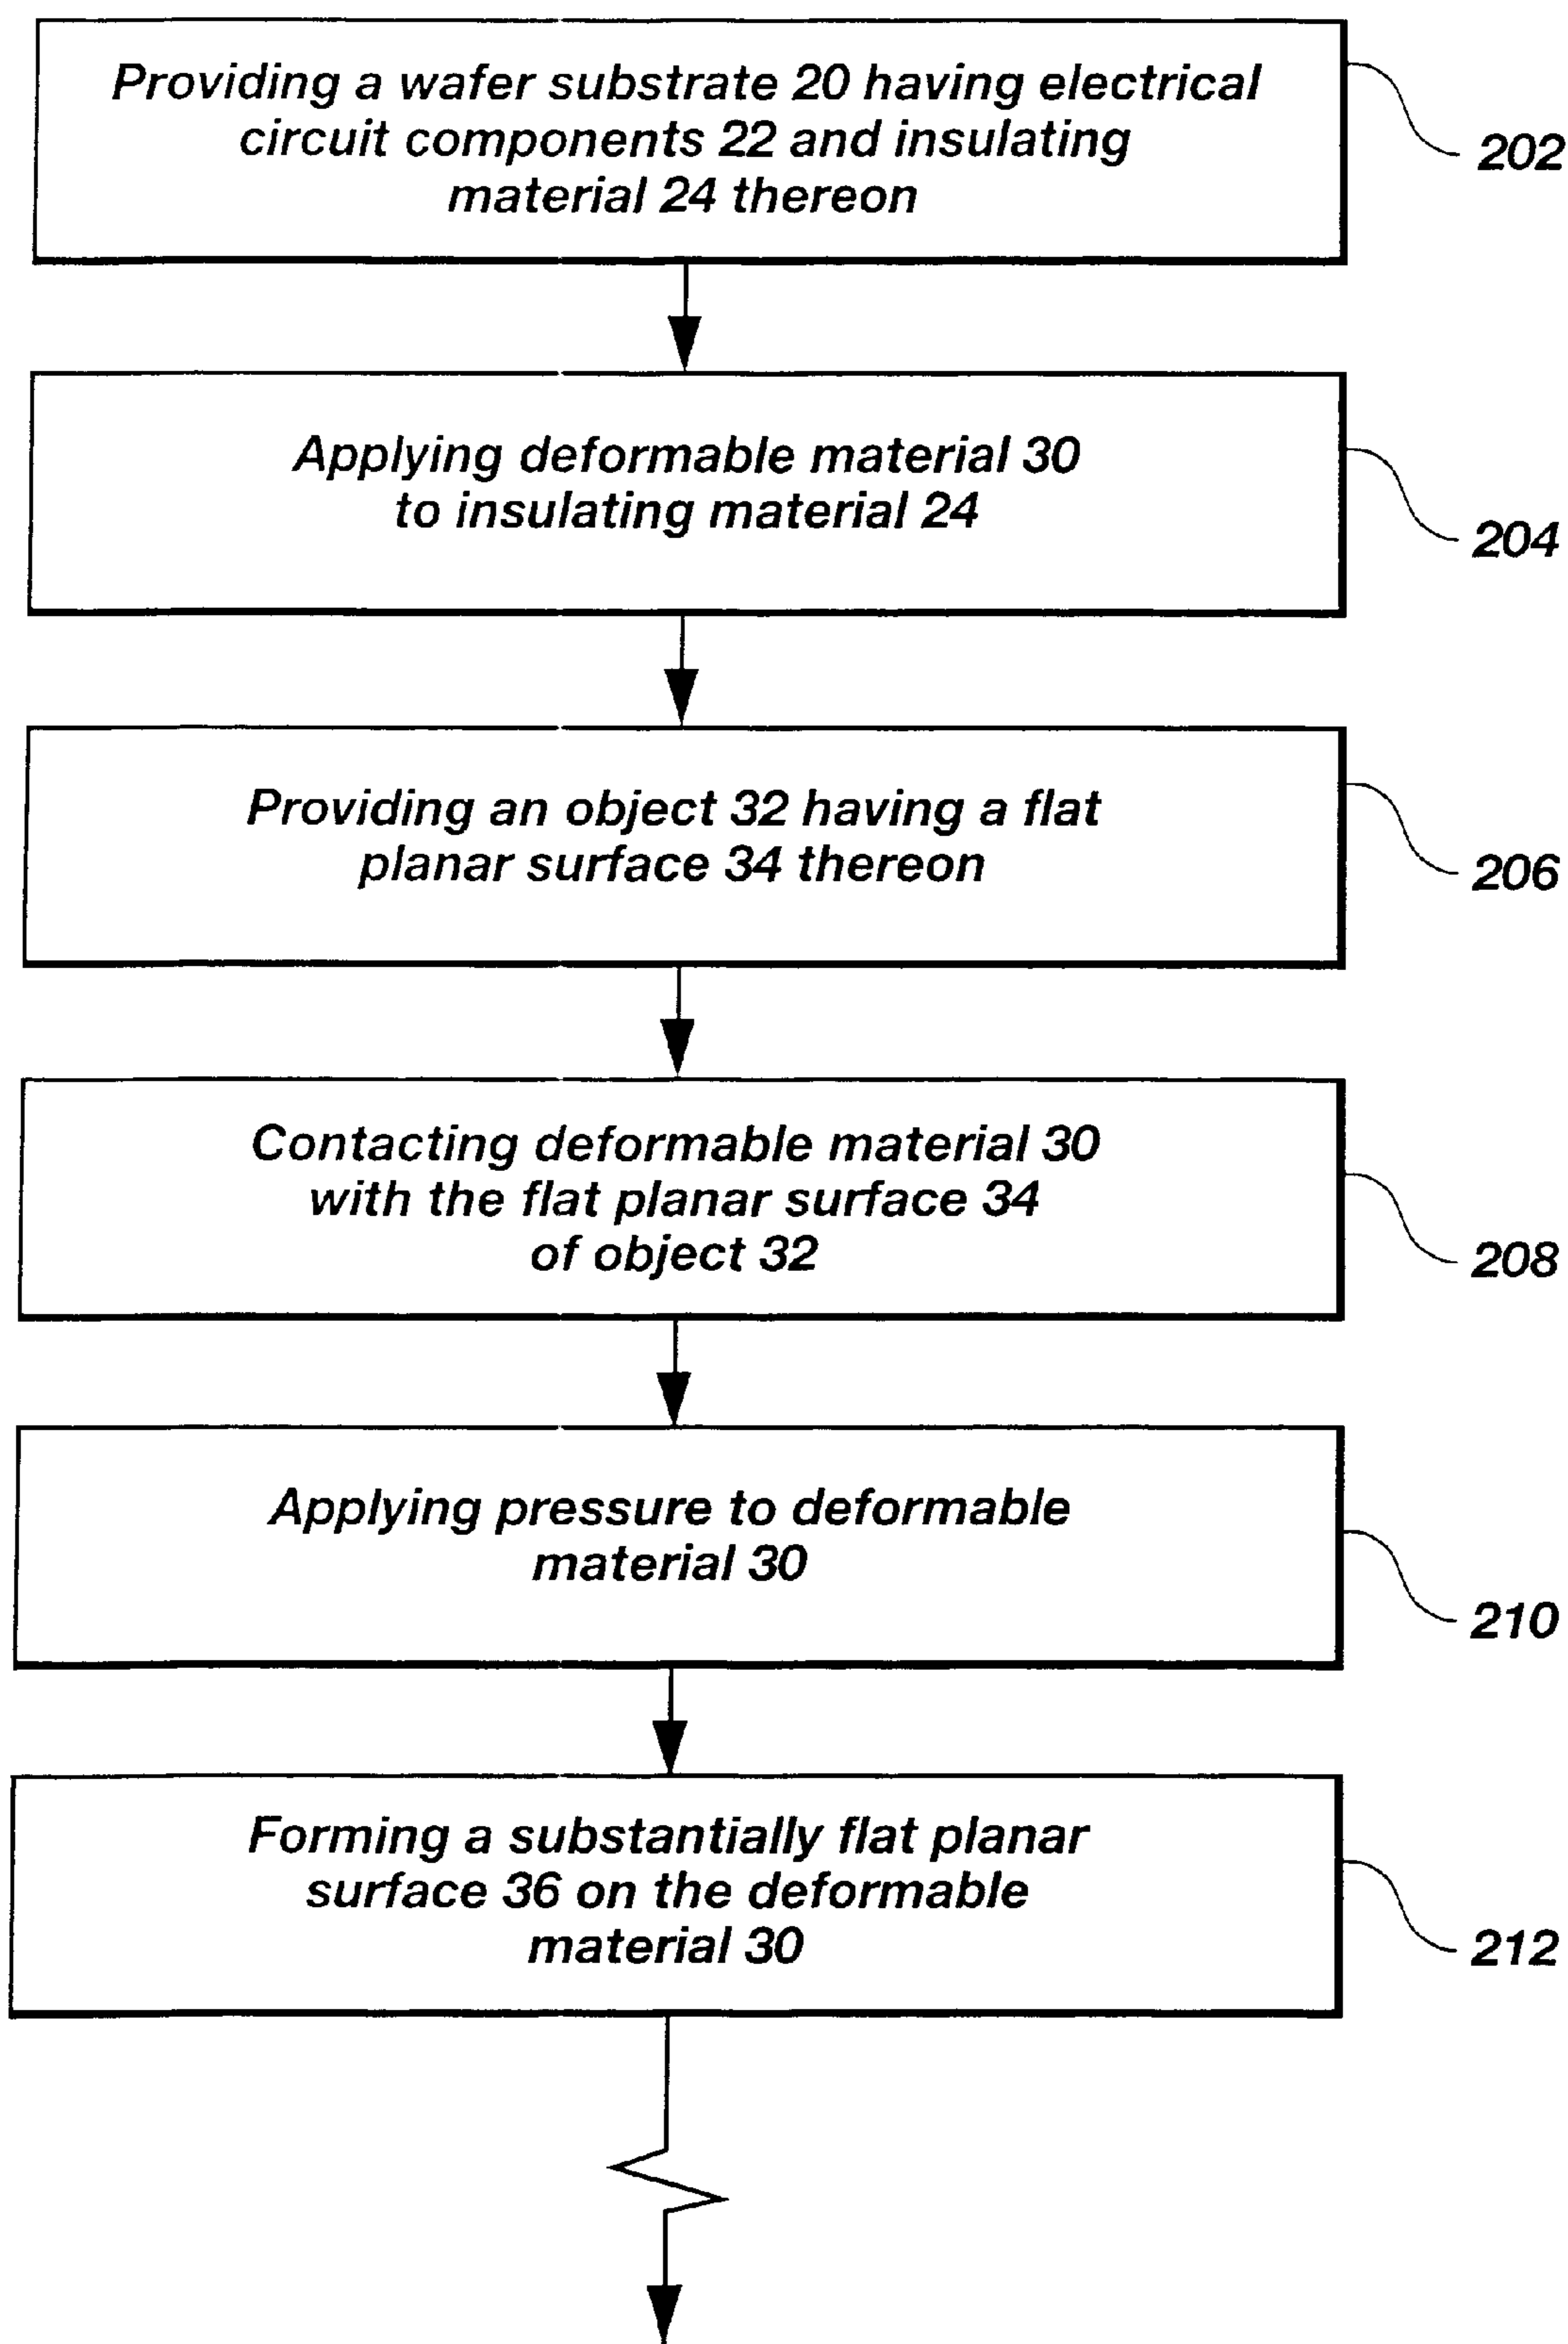 Providing a wafer substrate 20 having electrical
circuit components 22 and insulating
material 24 thereon
202
Applying deformable material 30
to insulating material 24
204
Providing an object 32 having a flat
planar surface 34 thereon
206
Contacting deformable material 30
with the flat planar surface 34
of object 32
208
Applying pressure to deformable
material 30
210
Forming a substantially flat planar
surface 36 on the deformable
material 30
212